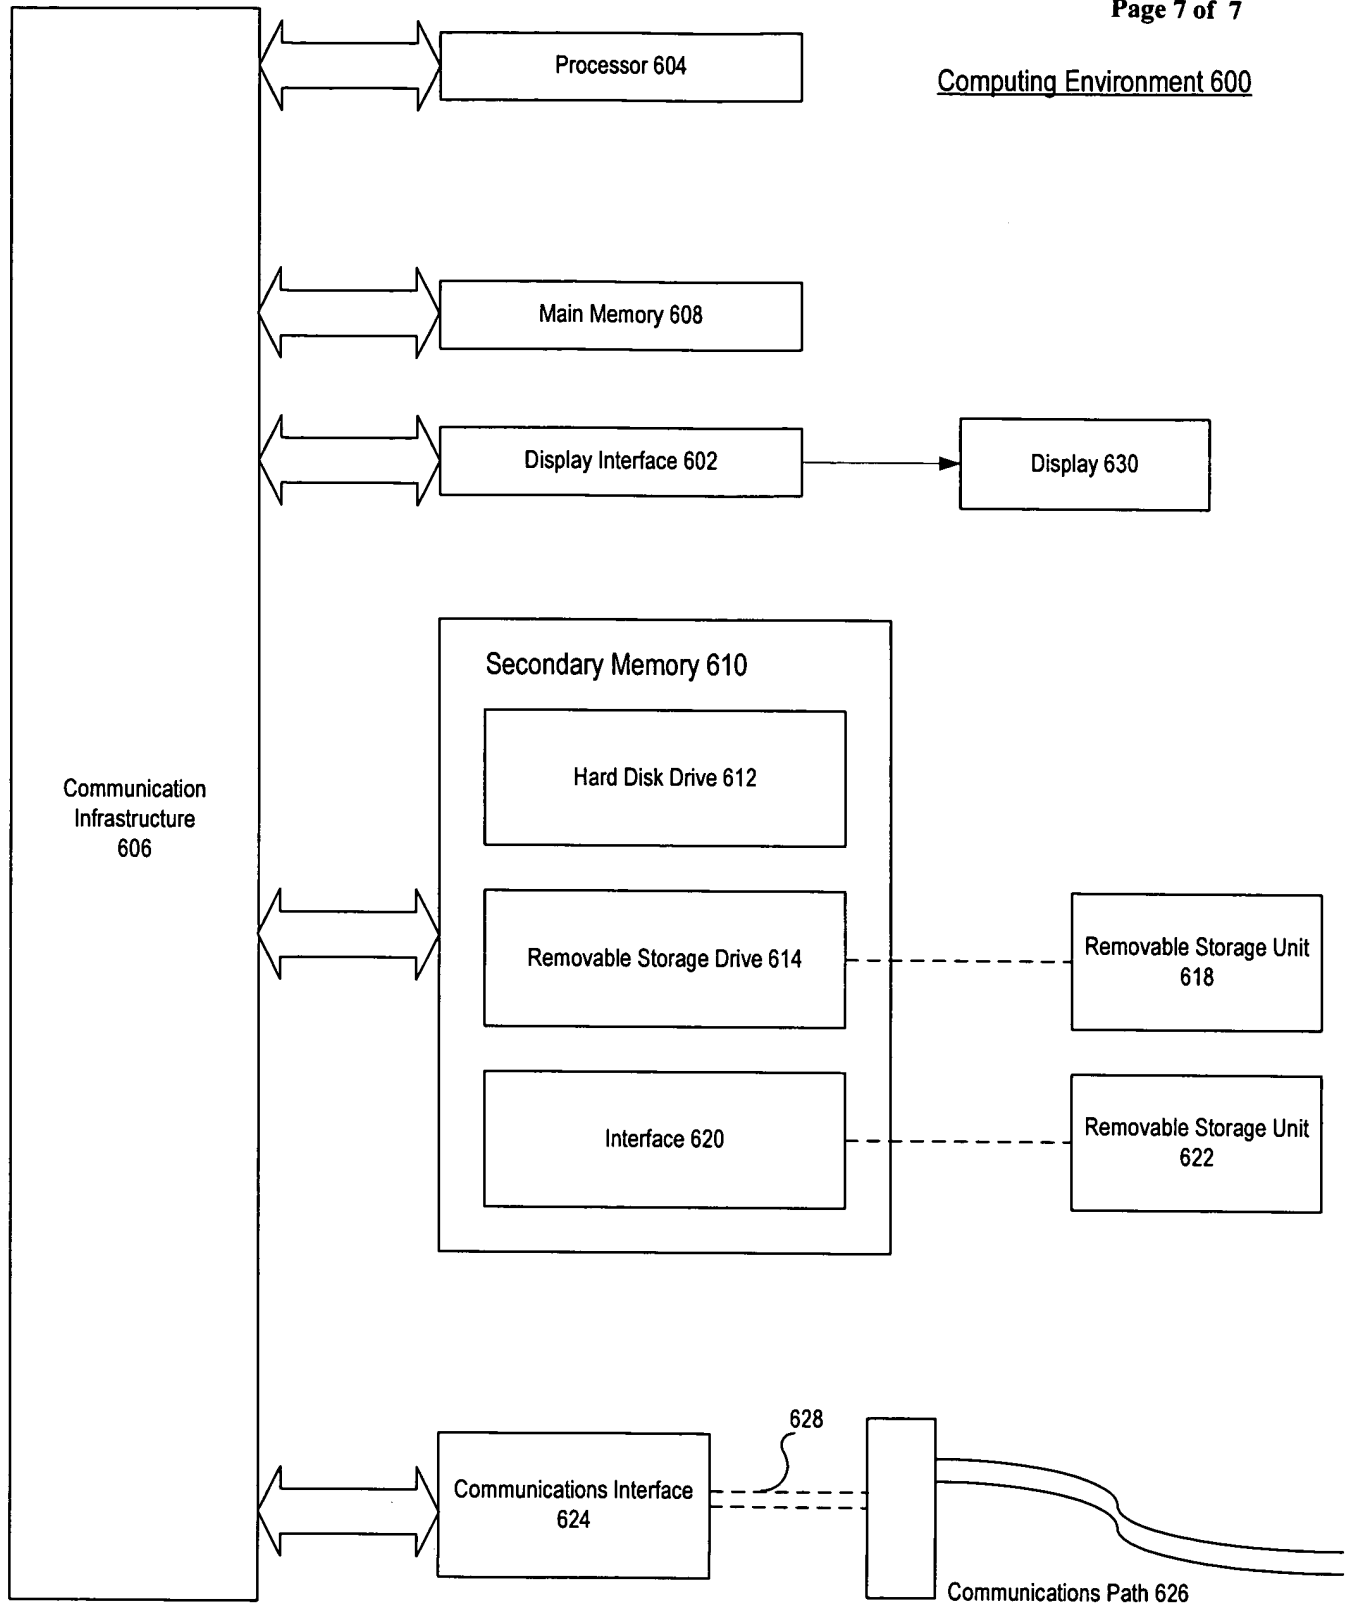 Page 7 of 7
Processor 604
Computing Environment 600
Main Memory 608
Display Interface 602
Display 630
Secondary Memory 610
Hard Disk Drive 612
Communication
Infrastructure
606
Removable Storage Drive 614
Removable Storage Unit
618
Interface 620
Removable Storage Unit
622
628
Communications Interface
624
Communications Path 626